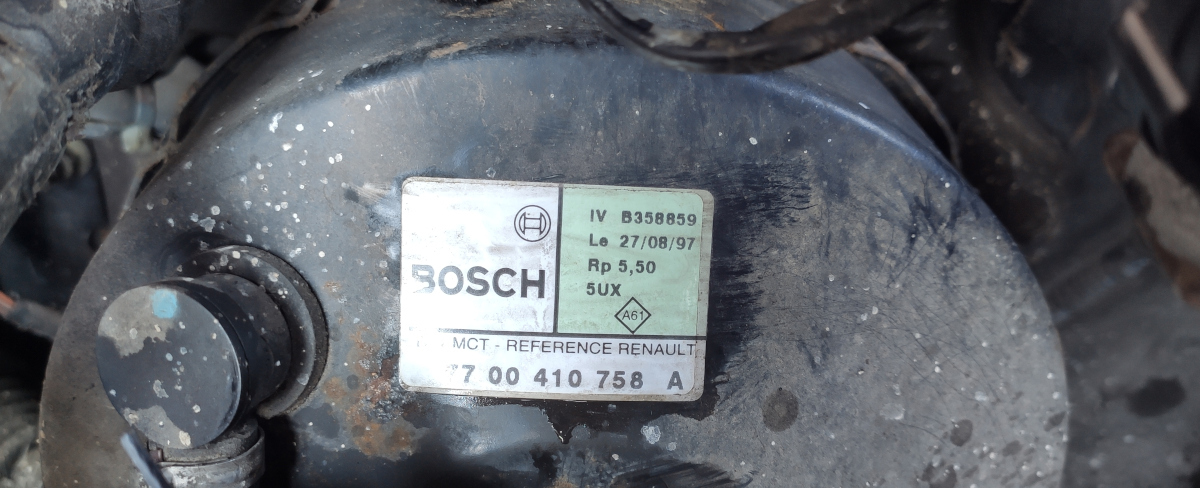 BOSCH
IV B358859
Le 27/08/97
Rp 5,50
5UX
A61
MCT - REFERENCE RENAULT
7 00 410 758 A